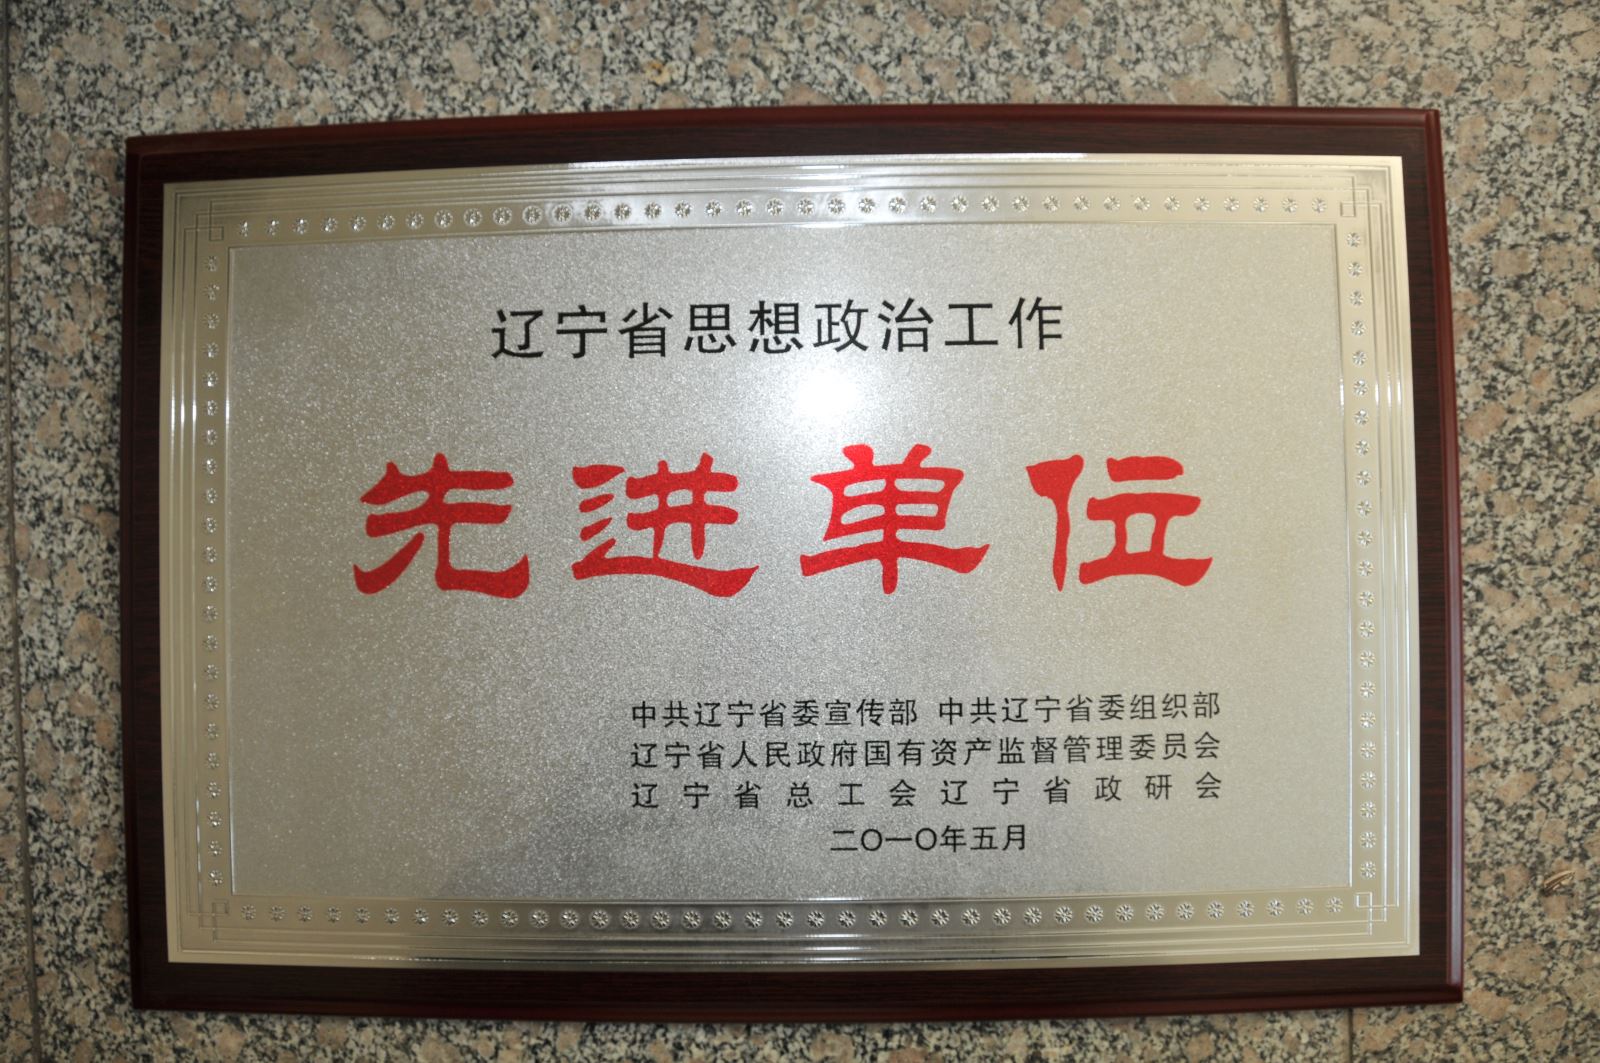 辽宁省思想政治工作
先进单位
中共辽宁省委宣传部 中共辽宁省委组织部
辽宁省人民政府国有资产监督管理委员会
辽宁省总工会 辽宁省政研会
二〇一〇年五月